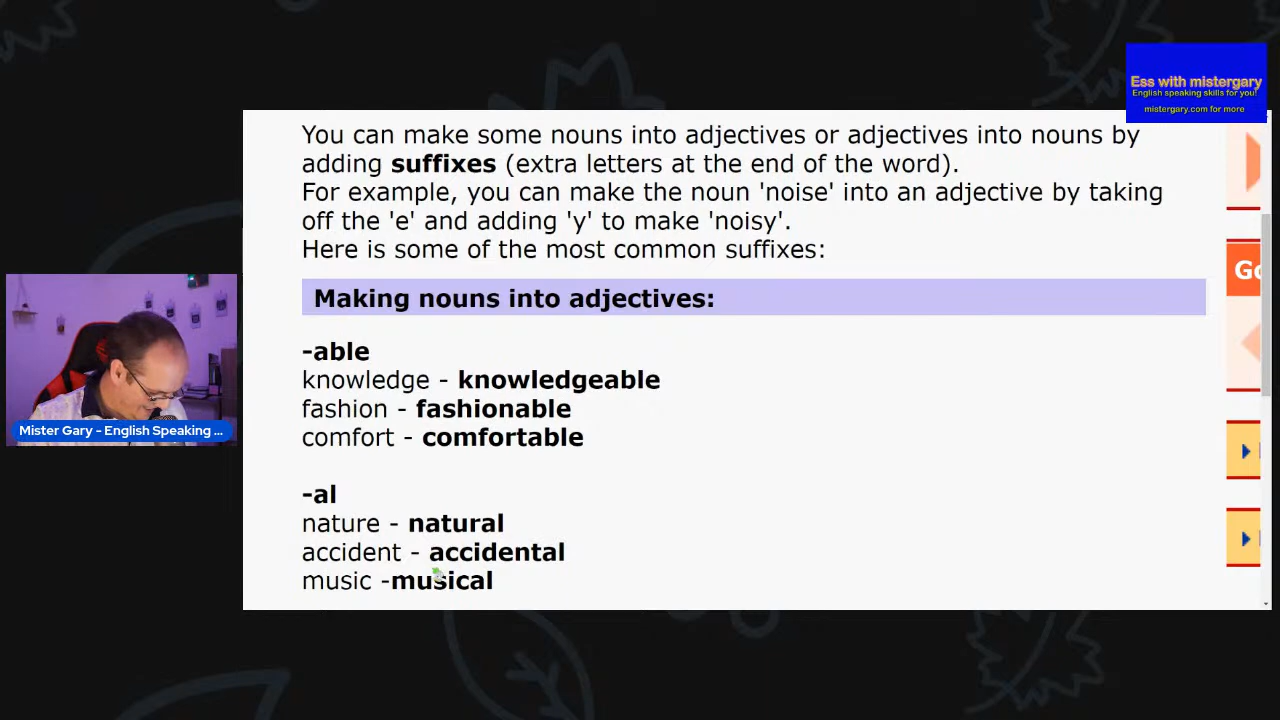 Ess with mistergary
English speaking skills for you!
mistergary.com for more
You can make some nouns into adjectives or adjectives into nouns by
adding suffixes (extra letters at the end of the word).
For example, you can make the noun 'noise' into an adjective by taking
off the 'e' and adding 'y' to make 'noisy'.
Here is some of the most common suffixes:
Making nouns into adjectives:
-able
knowledge - knowledgeable
fashion - fashionable
comfort - comfortable
-al
nature - natural
accident - accidental
music -musical
Mister Gary - English Speaking ...